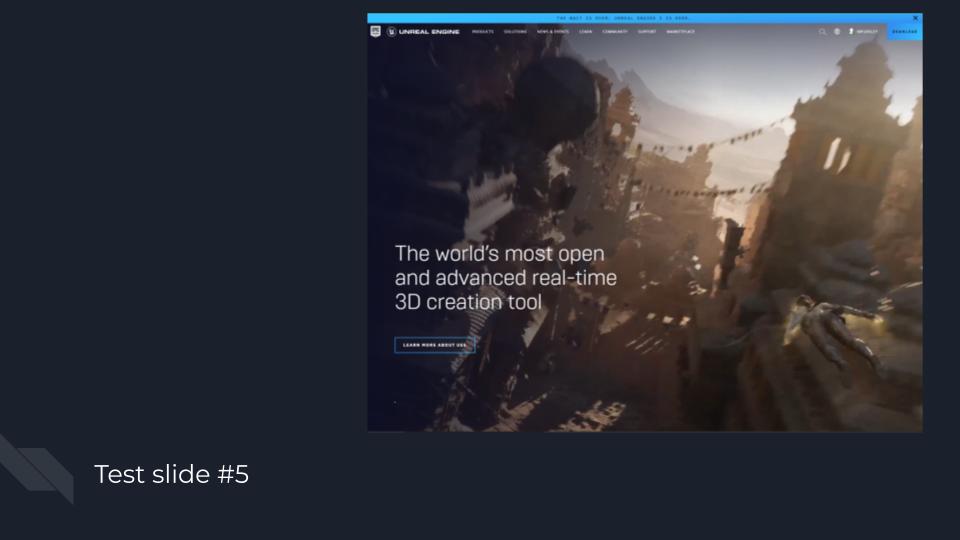 THE WAIT IS OVER. UNREAL ENGINE 5 IS HERE.
UNREAL ENGINE PRODUCTS SOLUTIONS NEWS & EVENTS LEARN COMMUNITY SUPPORT MARKETPLACE DOWNLOAD
The world's most open
and advanced real-time
3D creation tool
LEARN MORE ABOUT UE5
Test slide #5